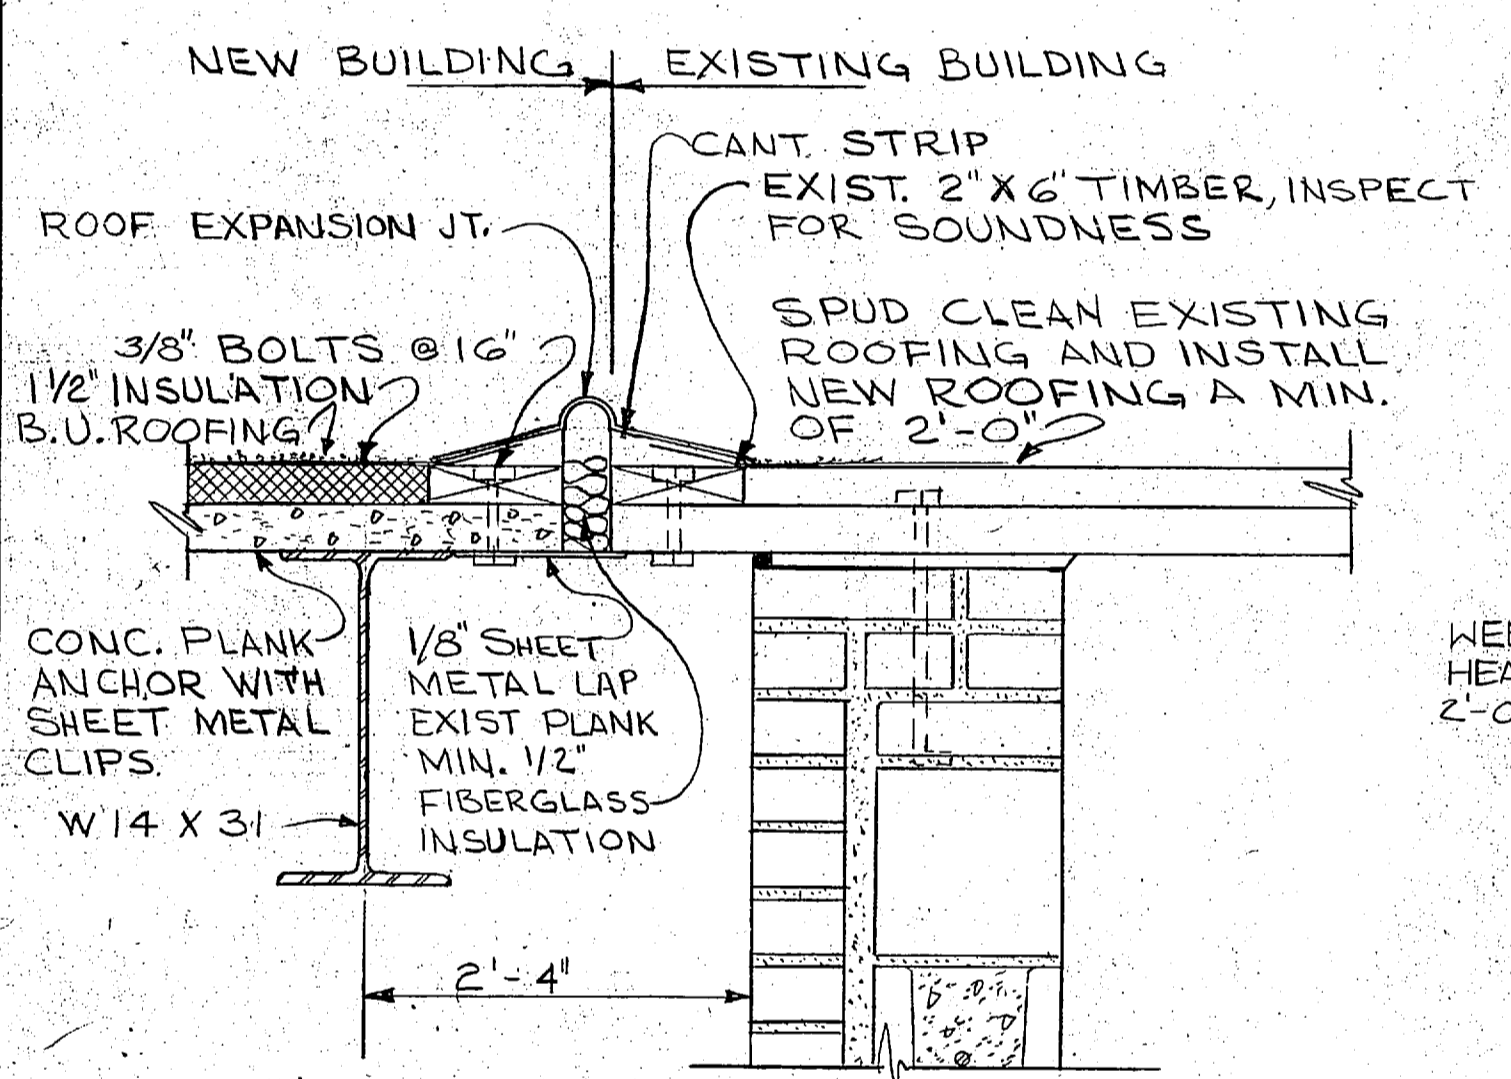 NEW BUILDING
EXISTING BUILDING
CANT. STRIP
EXIST. 2" X 6" TIMBER, INSPECT
FOR SOUNDNESS
ROOF EXPANSION JT.
SPUD CLEAN EXISTING
ROOFING AND INSTALL
NEW ROOFING A MIN.
OF 2'-0"
3/8" BOLTS @ 16"
1 1/2" INSULATION
B.U. ROOFING
CONC. PLANK
ANCHOR WITH
SHEET METAL
CLIPS.
W 14 X 31
1/8" SHEET
METAL LAP
EXIST PLANK
MIN. 1/2"
FIBERGLASS
INSULATION
2'-4"